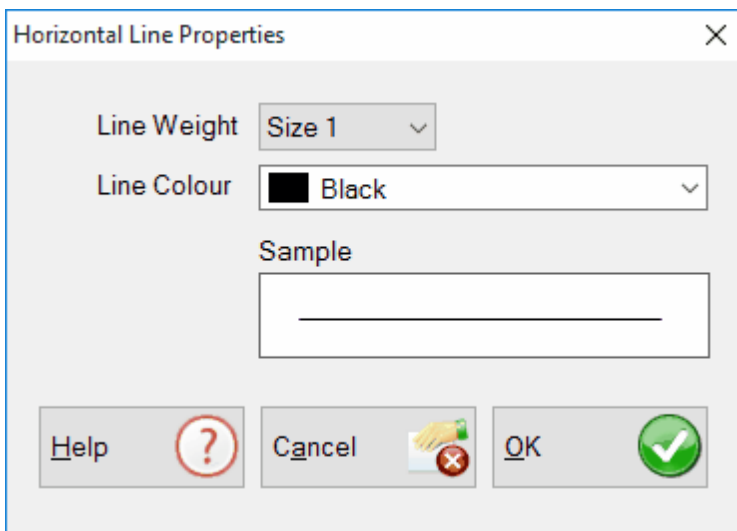 Horizontal Line Properties
Line Weight Size 1
Line Colour Black
Sample
Help ? Cancel OK